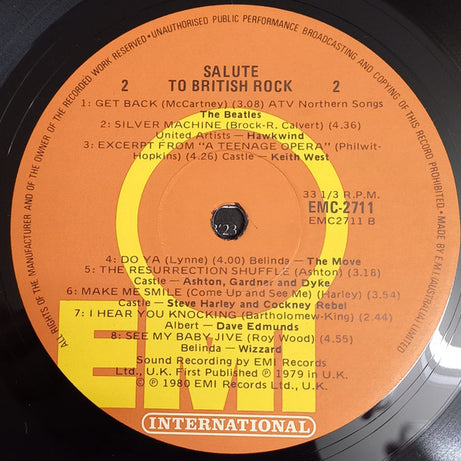 ALL RIGHTS OF THE MANUFACTURER AND OF THE OWNER OF THE RECORDED WORK RESERVED • UNAUTHORISED PUBLIC PERFORMANCE BROADCASTING AND COPYING OF THIS RECORD PROHIBITED • MADE BY E.M.I. (AUSTRALIA) LIMITED
SALUTE
2 TO BRITISH ROCK 2
1: GET BACK (McCartney) (3.08) ATV Northern Songs
The Beatles
2: SILVER MACHINE (Brock-R. Calvert) (4.36)
United Artists — Hawkwind
3: EXCERPT FROM "A TEENAGE OPERA" (Philwit-
Hopkins) (4.26) Castle — Keith West
33 1/3 R.P.M.
EMC-2711
EMC2711 B
4: DO YA (Lynne) (4.00) Belinda — The Move
5: THE RESURRECTION SHUFFLE (Ashton) (3.18)
Castle — Ashton, Gardner and Dyke
6: MAKE ME SMILE (Come Up and See Me) (Harley) (3.54)
Castle — Steve Harley and Cockney Rebel
7: I HEAR YOU KNOCKING (Bartholomew-King) (2.44)
Albert — Dave Edmunds
8: SEE MY BABY JIVE (Roy Wood) (4.55)
Belinda — Wizzard
Sound Recording by EMI Records
Ltd., U.K. First Published ℗ 1979 in U.K.
© ℗ 1980 EMI Records Ltd., U.K.
EMI
INTERNATIONAL